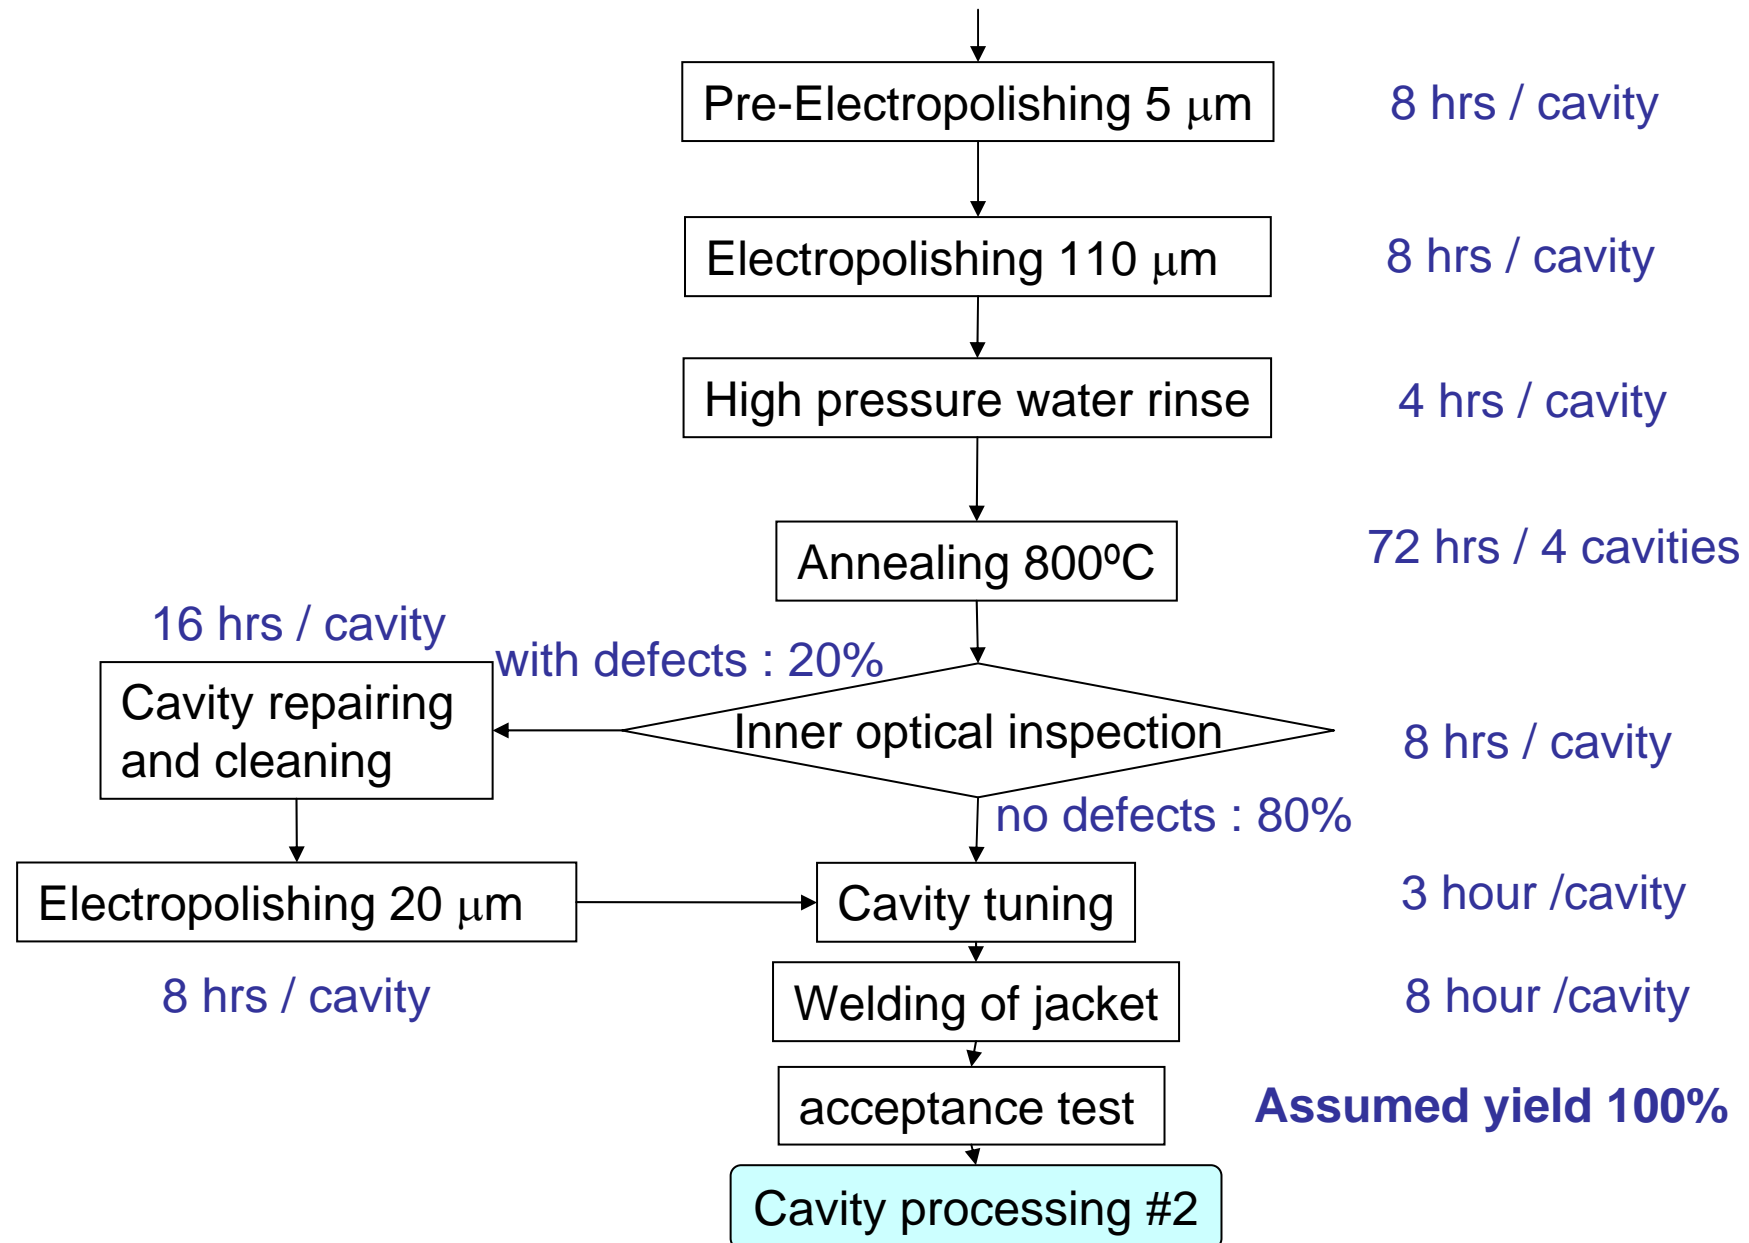 Pre-Electropolishing 5 μm
8 hrs / cavity
Electropolishing 110 μm
8 hrs / cavity
High pressure water rinse
4 hrs / cavity
Annealing 800⁰C
72 hrs / 4 cavities
16 hrs / cavity
with defects : 20%
Cavity repairing
and cleaning
Inner optical inspection
8 hrs / cavity
no defects : 80%
Electropolishing 20 μm
Cavity tuning
3 hour /cavity
8 hrs / cavity
Welding of jacket
8 hour /cavity
acceptance test
Assumed yield 100%
Cavity processing #2